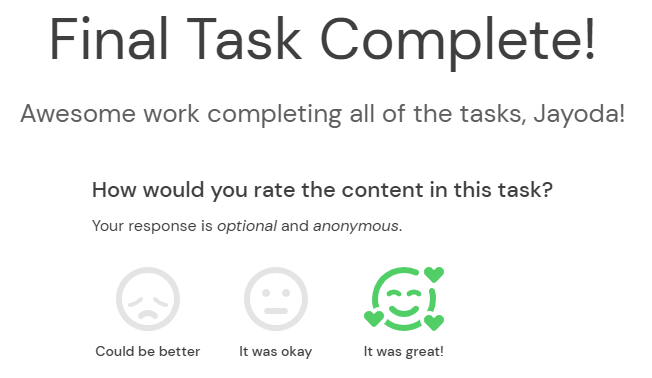 Final Task Complete!
Awesome work completing all of the tasks, Jayoda!
How would you rate the content in this task?
Your response is optional and anonymous.
Could be better
It was okay
It was great!